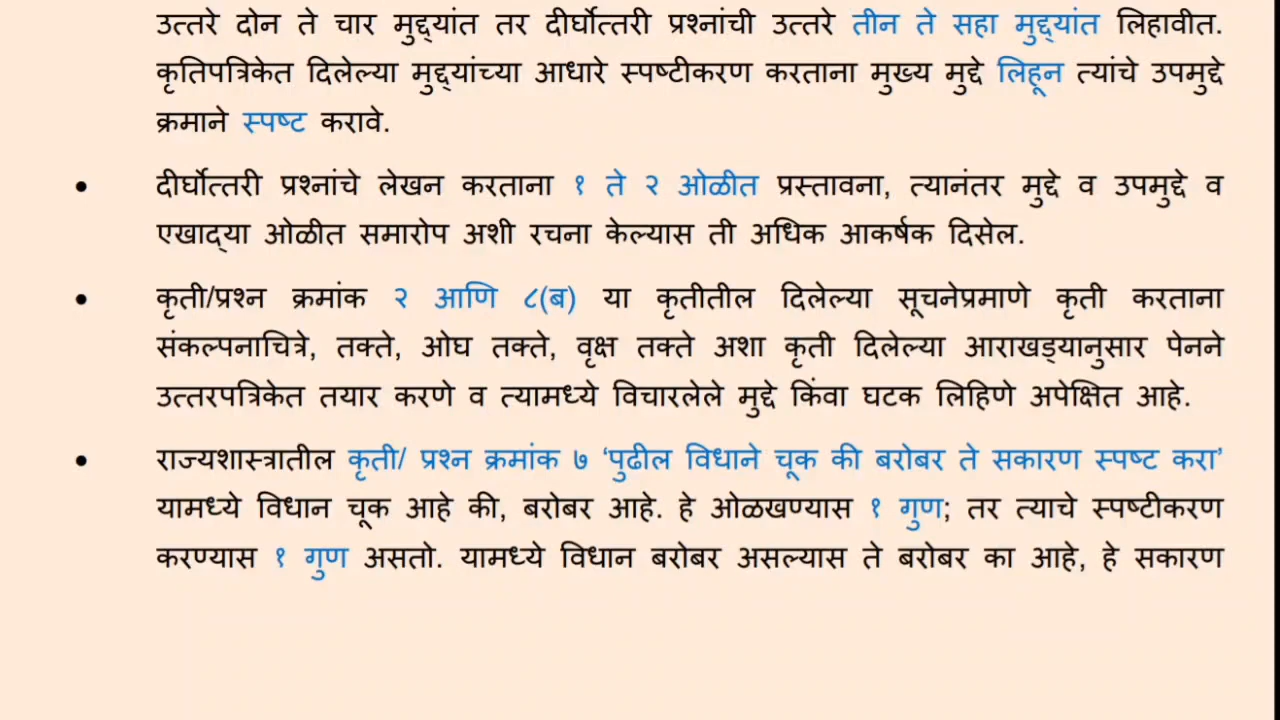 उत्तरे दोन ते चार मुद्द्यांत तर दीर्घोत्तरी प्रश्नांची उत्तरे तीन ते सहा मुद्द्यांत लिहावीत.
कृतिपत्रिकेत दिलेल्या मुद्द्यांच्या आधारे स्पष्टीकरण करताना मुख्य मुद्दे लिहून त्यांचे उपमुद्दे
क्रमाने स्पष्ट करावे.
• दीर्घोत्तरी प्रश्नांचे लेखन करताना १ ते २ ओळीत प्रस्तावना, त्यानंतर मुद्दे व उपमुद्दे व
एखाद्या ओळीत समारोप अशी रचना केल्यास ती अधिक आकर्षक दिसेल.
• कृती/प्रश्न क्रमांक २ आणि ८(ब) या कृतीतील दिलेल्या सूचनेप्रमाणे कृती करताना
संकल्पनाचित्रे, तक्ते, ओघ तक्ते, वृक्ष तक्ते अशा कृती दिलेल्या आराखड्यानुसार पेनने
उत्तरपत्रिकेत तयार करणे व त्यामध्ये विचारलेले मुद्दे किंवा घटक लिहिणे अपेक्षित आहे.
• राज्यशास्त्रातील कृती/ प्रश्न क्रमांक ७ ‘पुढील विधाने चूक की बरोबर ते सकारण स्पष्ट करा’
यामध्ये विधान चूक आहे की, बरोबर आहे. हे ओळखण्यास १ गुण; तर त्याचे स्पष्टीकरण
करण्यास १ गुण असतो. यामध्ये विधान बरोबर असल्यास ते बरोबर का आहे, हे सकारण